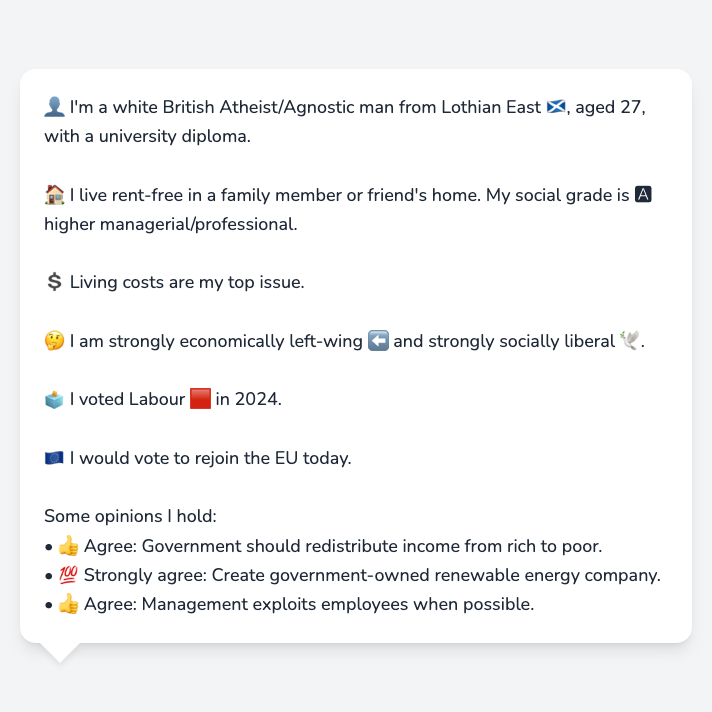 👤 I'm a white British Atheist/Agnostic man from Lothian East 🏴󠁧󠁢󠁳󠁣󠁴󠁿, aged 27,
with a university diploma.
🏠 I live rent-free in a family member or friend's home. My social grade is 🅰
higher managerial/professional.
💲 Living costs are my top issue.
🤔 I am strongly economically left-wing ⬅️ and strongly socially liberal 🕊️.
🗳️ I voted Labour 🟥 in 2024.
🇪🇺 I would vote to rejoin the EU today.
Some opinions I hold:
• 👍 Agree: Government should redistribute income from rich to poor.
• 💯 Strongly agree: Create government-owned renewable energy company.
• 👍 Agree: Management exploits employees when possible.